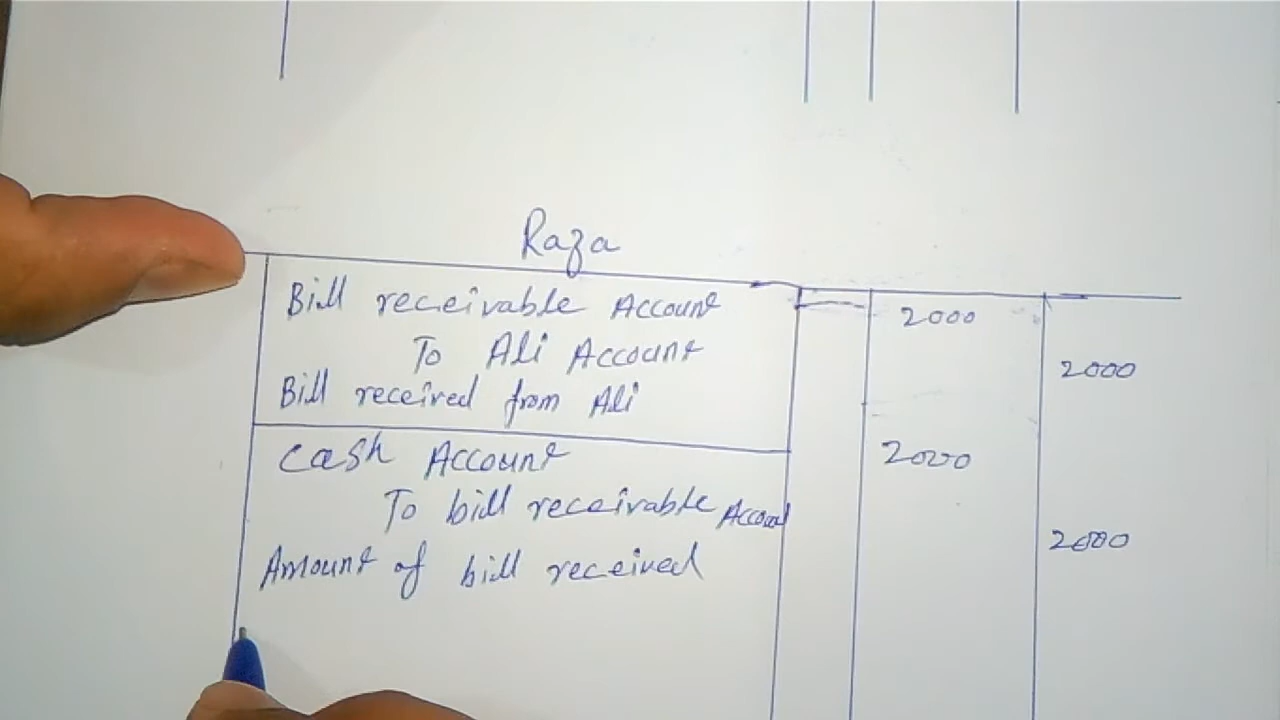 Raza
Bill receivable Account 2000
To Ali Account 2000
Bill received from Ali
Cash Account 2000
To bill receivable Account 2000
Amount of bill received